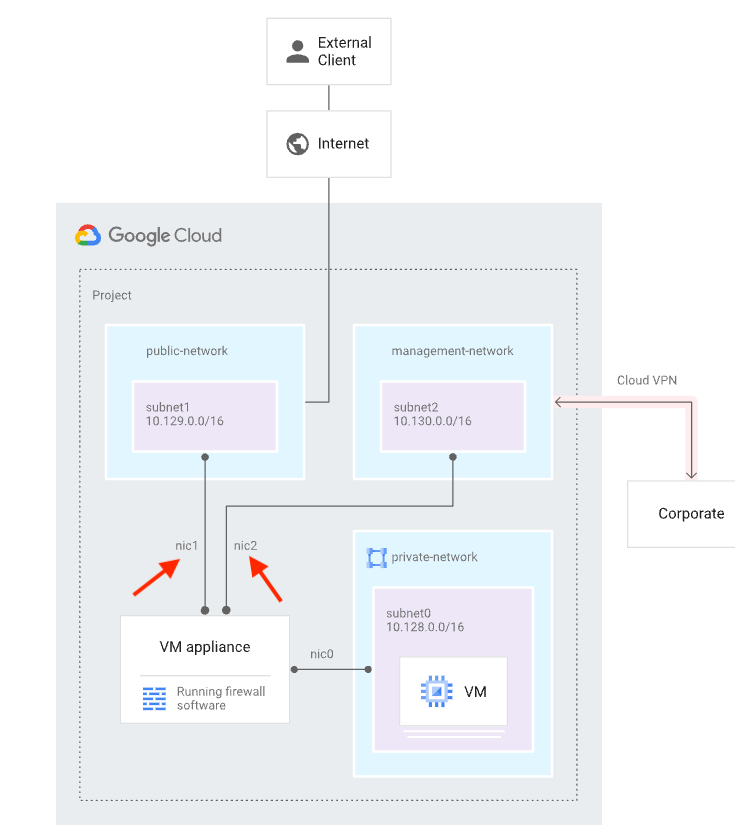 External
Client
Internet
Google Cloud
Project
public-network
management-network
Cloud VPN
subnet1
10.129.0.0/16
subnet2
10.130.0.0/16
Corporate
nic1
nic2
private-network
subnet0
10.128.0.0/16
VM appliance
nic0
Running firewall
software
VM